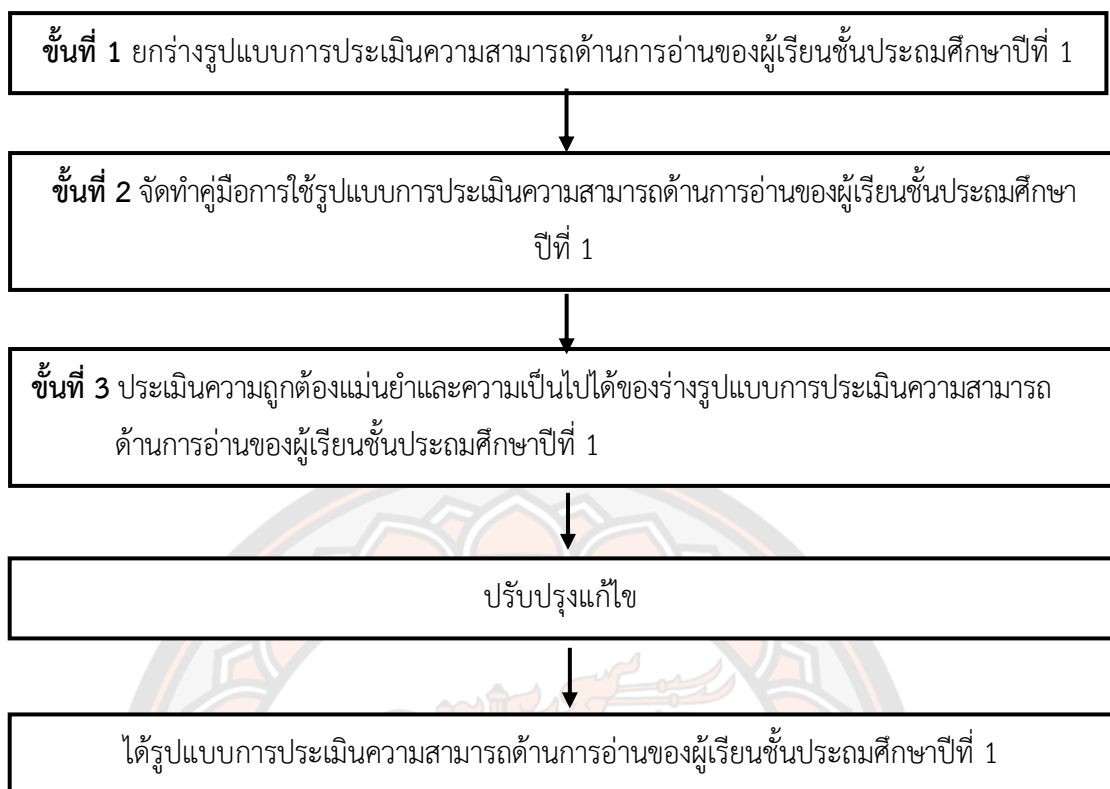 ขั้นที่ 1 ยกร่างรูปแบบการประเมินความสามารถด้านการอ่านของผู้เรียนชั้นประถมศึกษาปีที่ 1
ขั้นที่ 2 จัดทำคู่มือการใช้รูปแบบการประเมินความสามารถด้านการอ่านของผู้เรียนชั้นประถมศึกษา
ปีที่ 1
ขั้นที่ 3 ประเมินความถูกต้องแม่นยำและความเป็นไปได้ของร่างรูปแบบการประเมินความสามารถ
ด้านการอ่านของผู้เรียนชั้นประถมศึกษาปีที่ 1
ปรับปรุงแก้ไข
ได้รูปแบบการประเมินความสามารถด้านการอ่านของผู้เรียนชั้นประถมศึกษาปีที่ 1